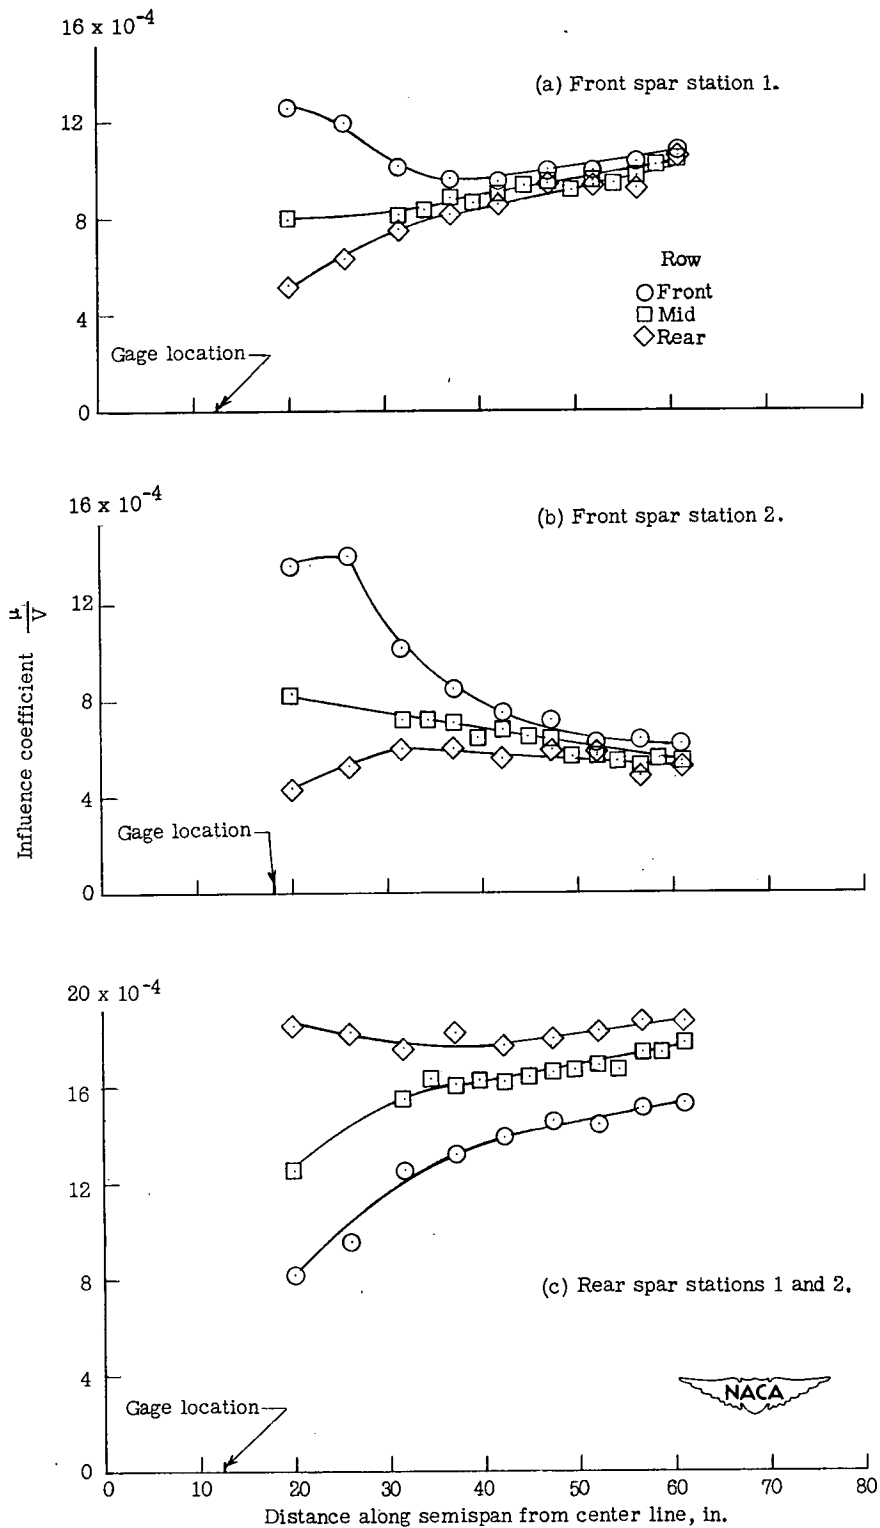 16 x 10-4
(a) Front spar station 1.
12
8
Row
Front
Mid
Rear
4
Gage location
0
16 x 10-4
(b) Front spar station 2.
12
Influence coefficient μ/V
8
4
Gage location
0
20 x 10-4
16
12
8
(c) Rear spar stations 1 and 2.
4
NACA
Gage location
0
0 10 20 30 40 50 60 70 80
Distance along semispan from center line, in.